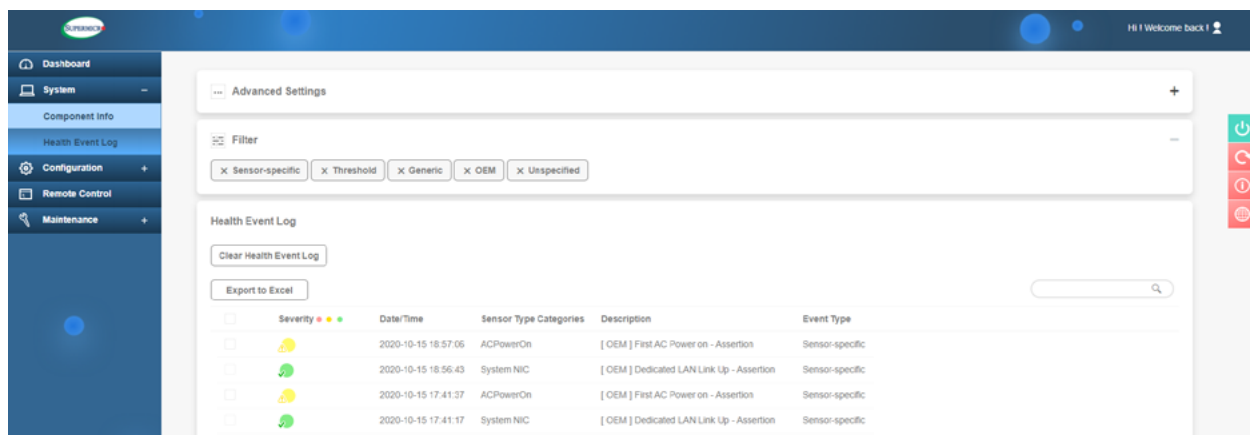 SUPERMICRO
Hi ! Welcome back !
Dashboard
System −
Component Info
Health Event Log
Configuration +
Remote Control
Maintenance +
Advanced Settings +
Filter −
× Sensor-specific × Threshold × Generic × OEM × Unspecified
Health Event Log
Clear Health Event Log
Export to Excel
Severity Date/Time Sensor Type Categories Description Event Type
2020-10-15 18:57:06 ACPowerOn [ OEM ] First AC Power on - Assertion Sensor-specific
2020-10-15 18:56:43 System NIC [ OEM ] Dedicated LAN Link Up - Assertion Sensor-specific
2020-10-15 17:41:37 ACPowerOn [ OEM ] First AC Power on - Assertion Sensor-specific
2020-10-15 17:41:17 System NIC [ OEM ] Dedicated LAN Link Up - Assertion Sensor-specific